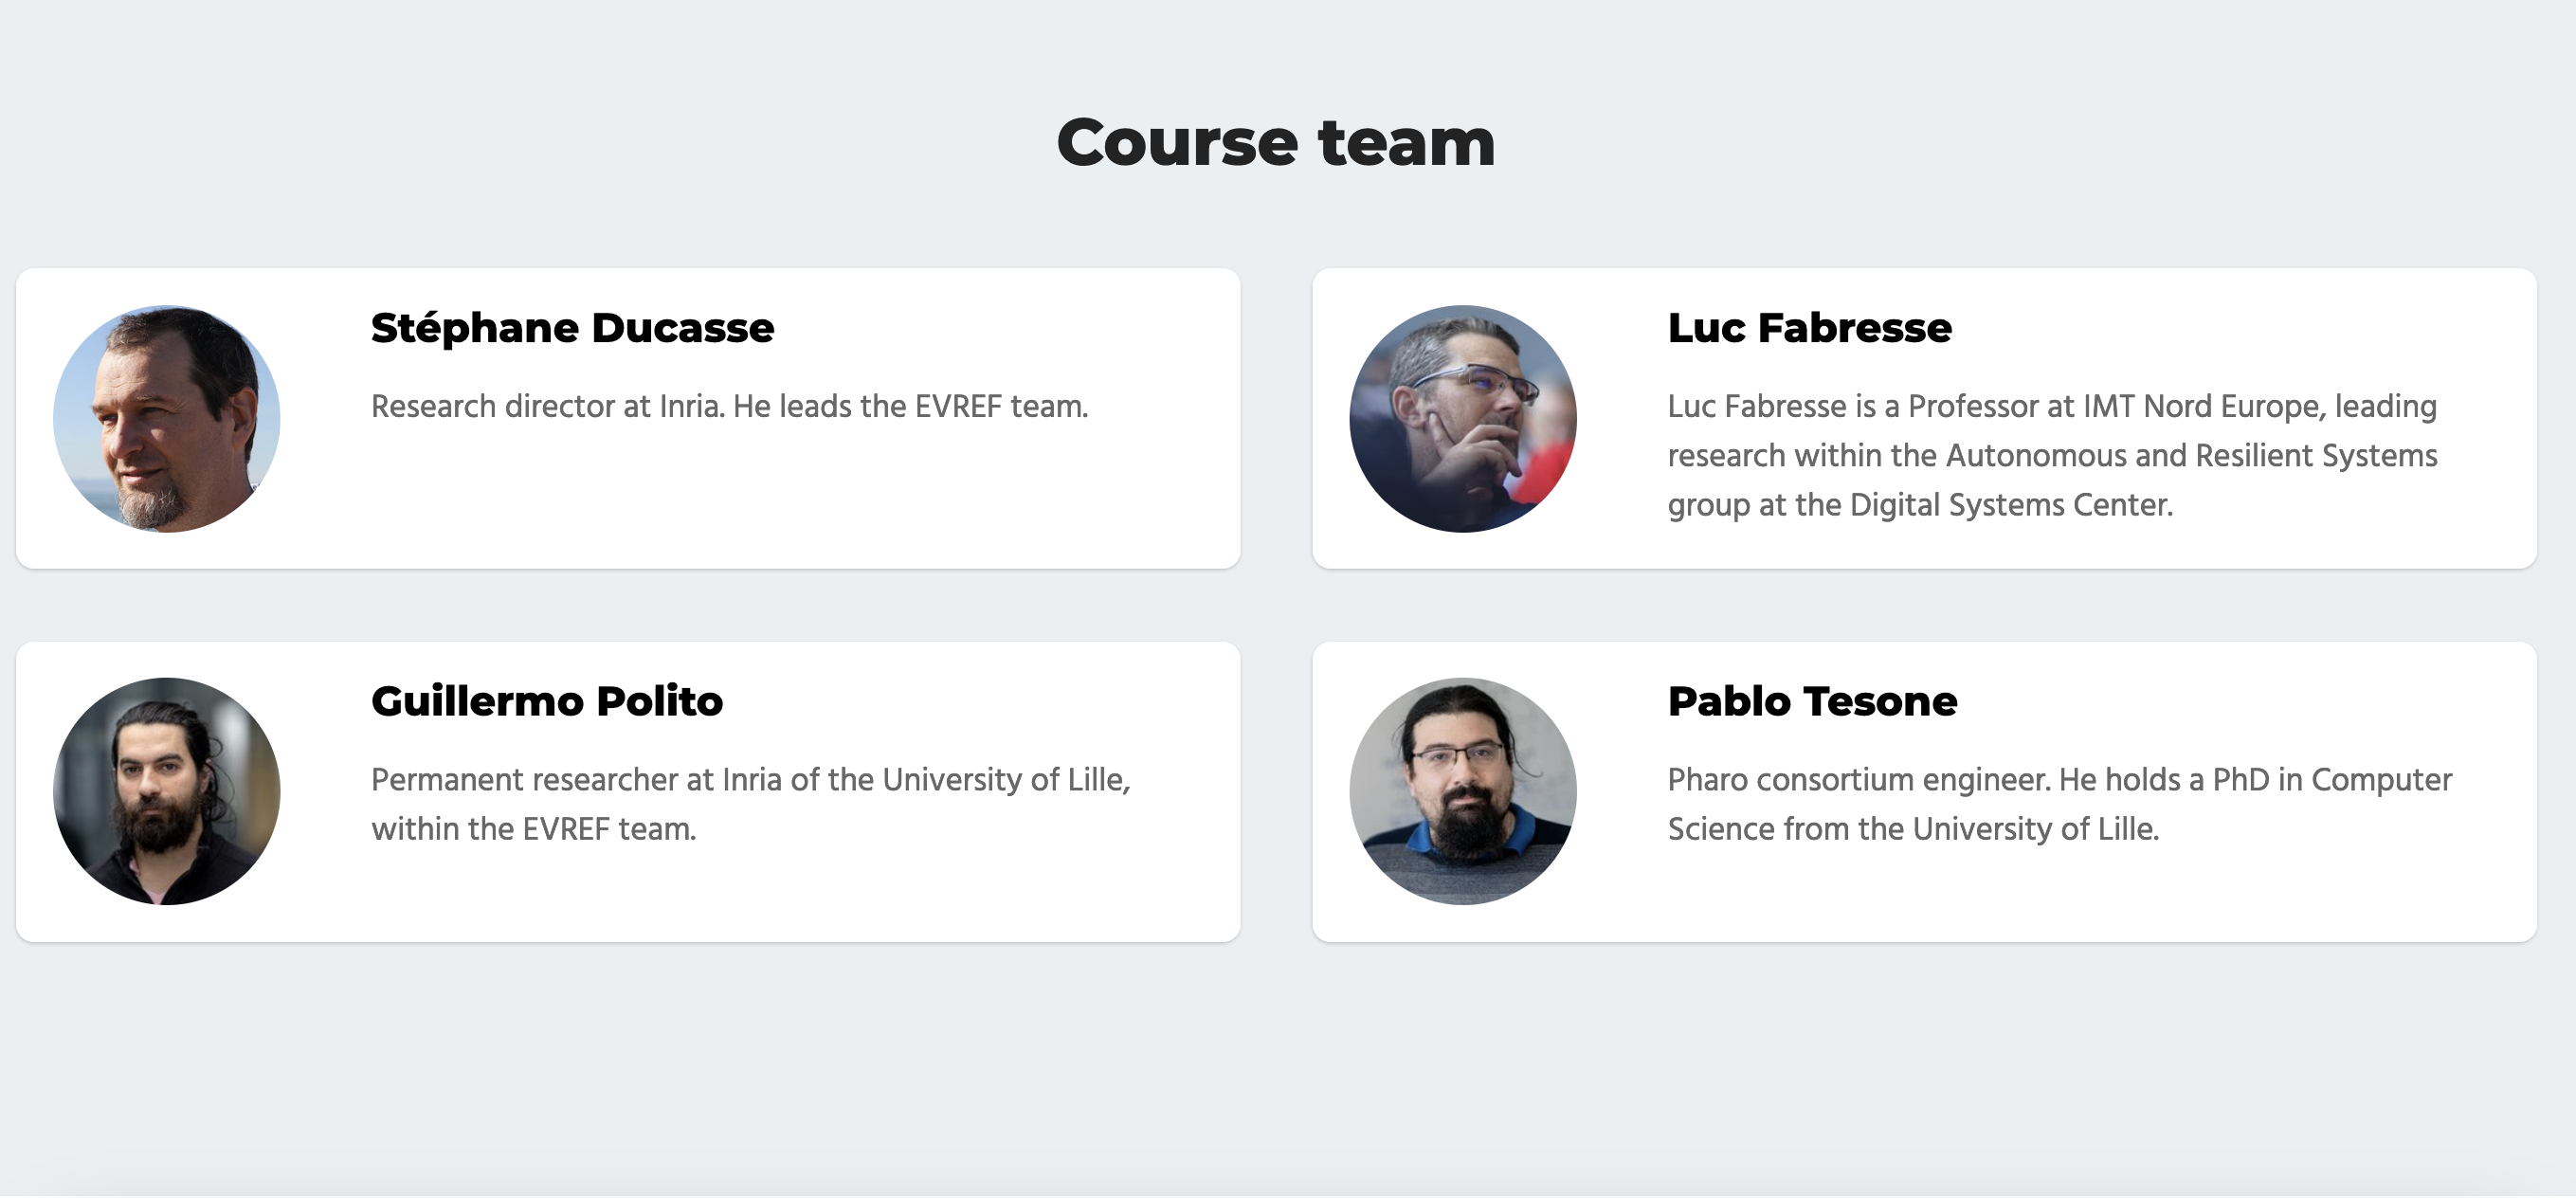 Course team
Stéphane Ducasse
Research director at Inria. He leads the EVREF team.
Luc Fabresse
Luc Fabresse is a Professor at IMT Nord Europe, leading
research within the Autonomous and Resilient Systems
group at the Digital Systems Center.
Guillermo Polito
Permanent researcher at Inria of the University of Lille,
within the EVREF team.
Pablo Tesone
Pharo consortium engineer. He holds a PhD in Computer
Science from the University of Lille.